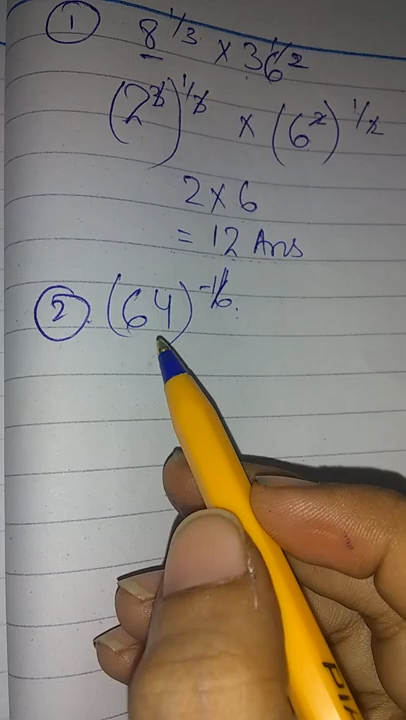 ① 8^1/3 × 36^1/2
(2^3)^1/3 × (6^2)^1/2
2 × 6
= 12 Ans
② (64)^-1/6